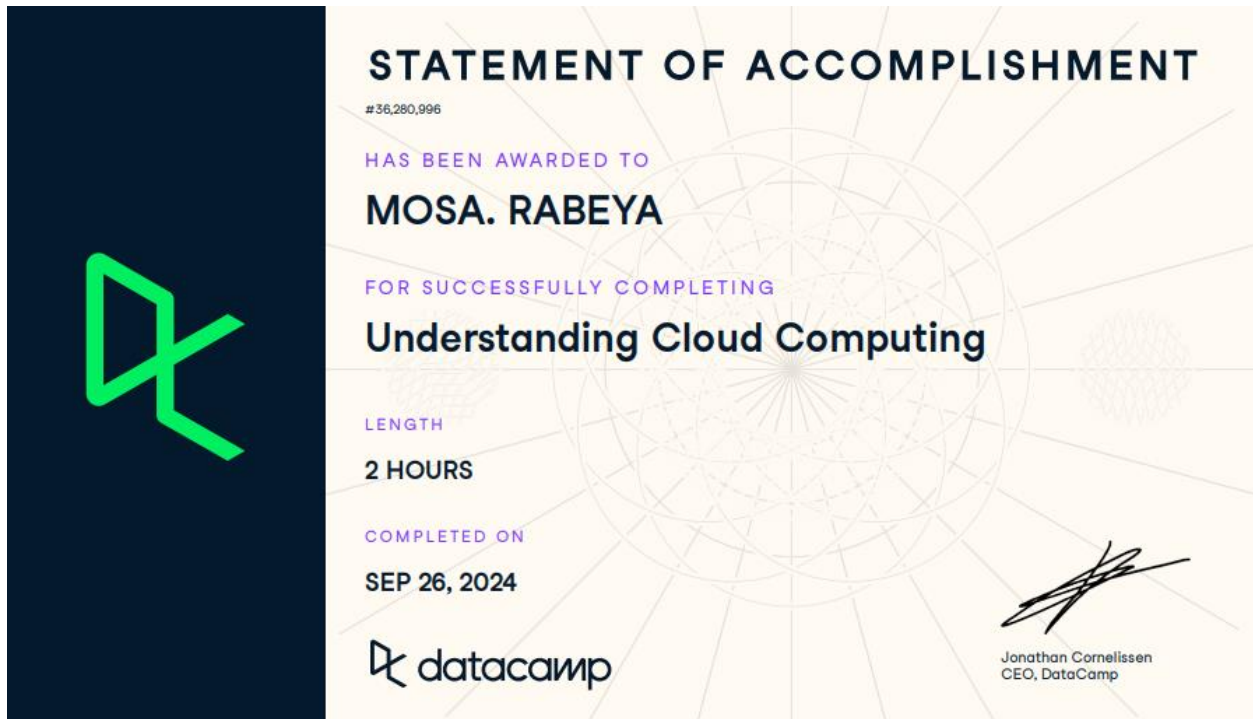 STATEMENT OF ACCOMPLISHMENT
#36,280,996
HAS BEEN AWARDED TO
MOSA. RABEYA
FOR SUCCESSFULLY COMPLETING
Understanding Cloud Computing
LENGTH
2 HOURS
COMPLETED ON
SEP 26, 2024
datacamp
Jonathan Cornelissen
CEO, DataCamp